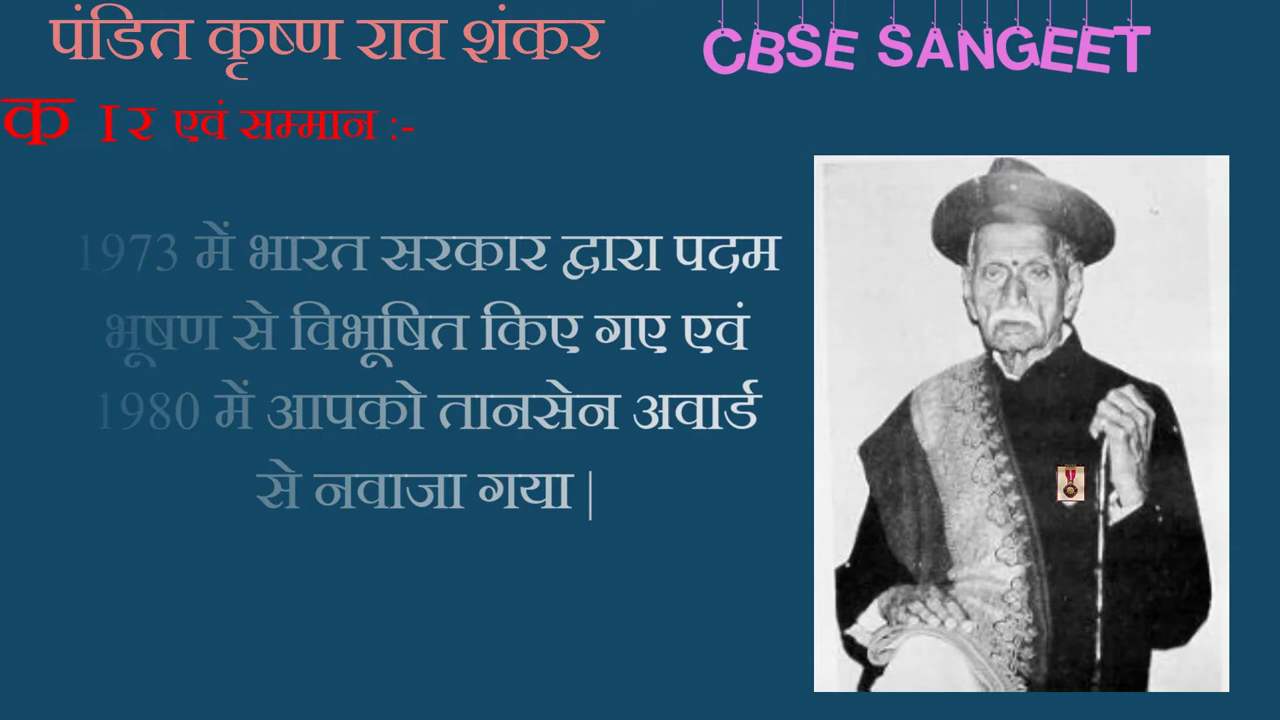 पंडित कृष्ण राव शंकर
CBSE SANGEET
एवं सम्मान :-
1973 में भारत सरकार द्वारा पदम
भूषण से विभूषित किए गए एवं
1980 में आपको तानसेन अवार्ड
से नवाजा गया |